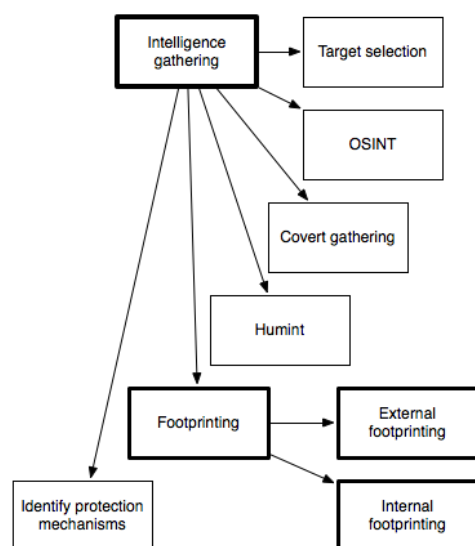 Intelligence
gathering
Target selection
OSINT
Covert gathering
Humint
Footprinting
External
footprinting
Identify protection
mechanisms
Internal
footprinting